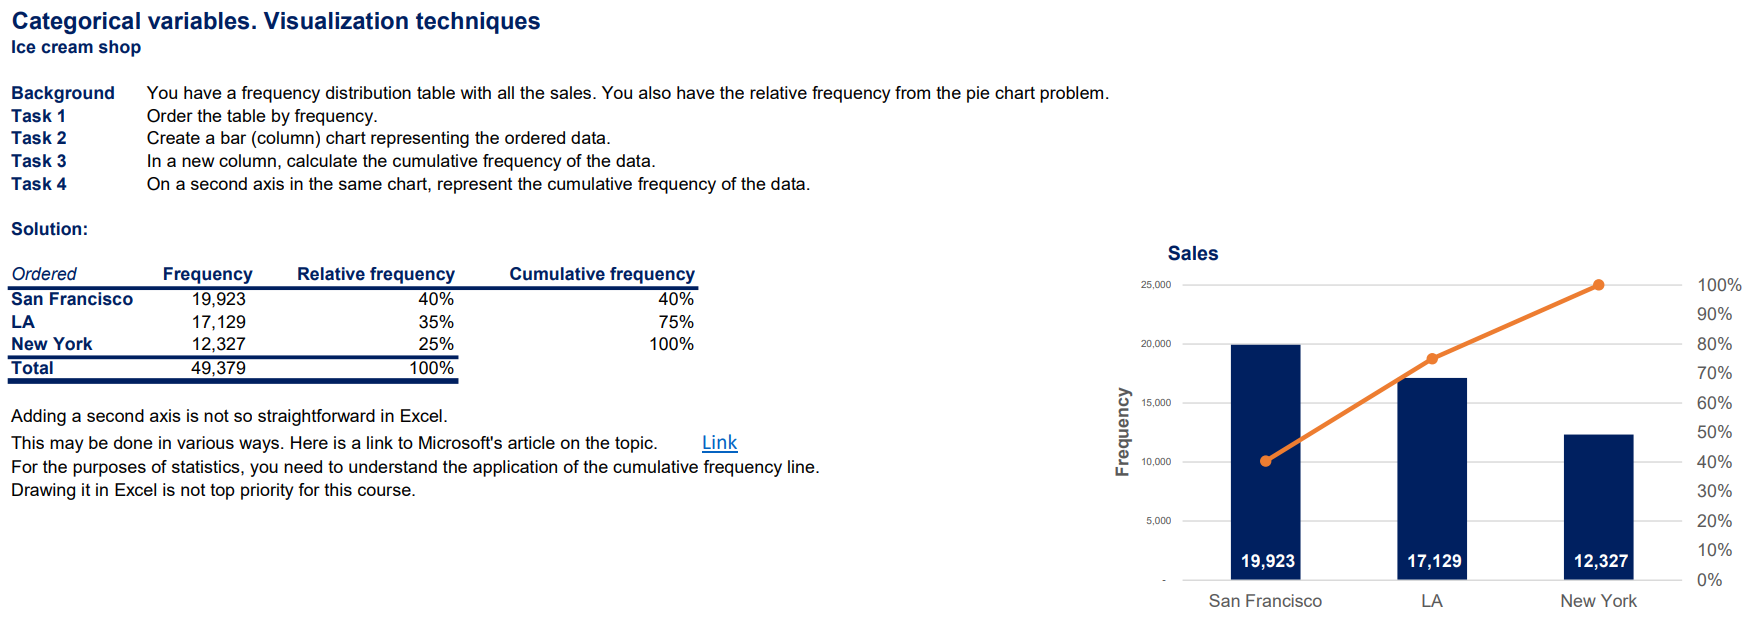 Categorical variables. Visualization techniques
Ice cream shop
Background You have a frequency distribution table with all the sales. You also have the relative frequency from the pie chart problem.
Task 1 Order the table by frequency.
Task 2 Create a bar (column) chart representing the ordered data.
Task 3 In a new column, calculate the cumulative frequency of the data.
Task 4 On a second axis in the same chart, represent the cumulative frequency of the data.
Solution:
Ordered Frequency Relative frequency Cumulative frequency
San Francisco 19,923 40% 40%
LA 17,129 35% 75%
New York 12,327 25% 100%
Total 49,379 100%
Adding a second axis is not so straightforward in Excel.
This may be done in various ways. Here is a link to Microsoft's article on the topic. Link
For the purposes of statistics, you need to understand the application of the cumulative frequency line.
Drawing it in Excel is not top priority for this course.
Sales
Frequency
25,000
20,000
15,000
10,000
5,000
-
100%
90%
80%
70%
60%
50%
40%
30%
20%
10%
0%
19,923 17,129 12,327
San Francisco LA New York